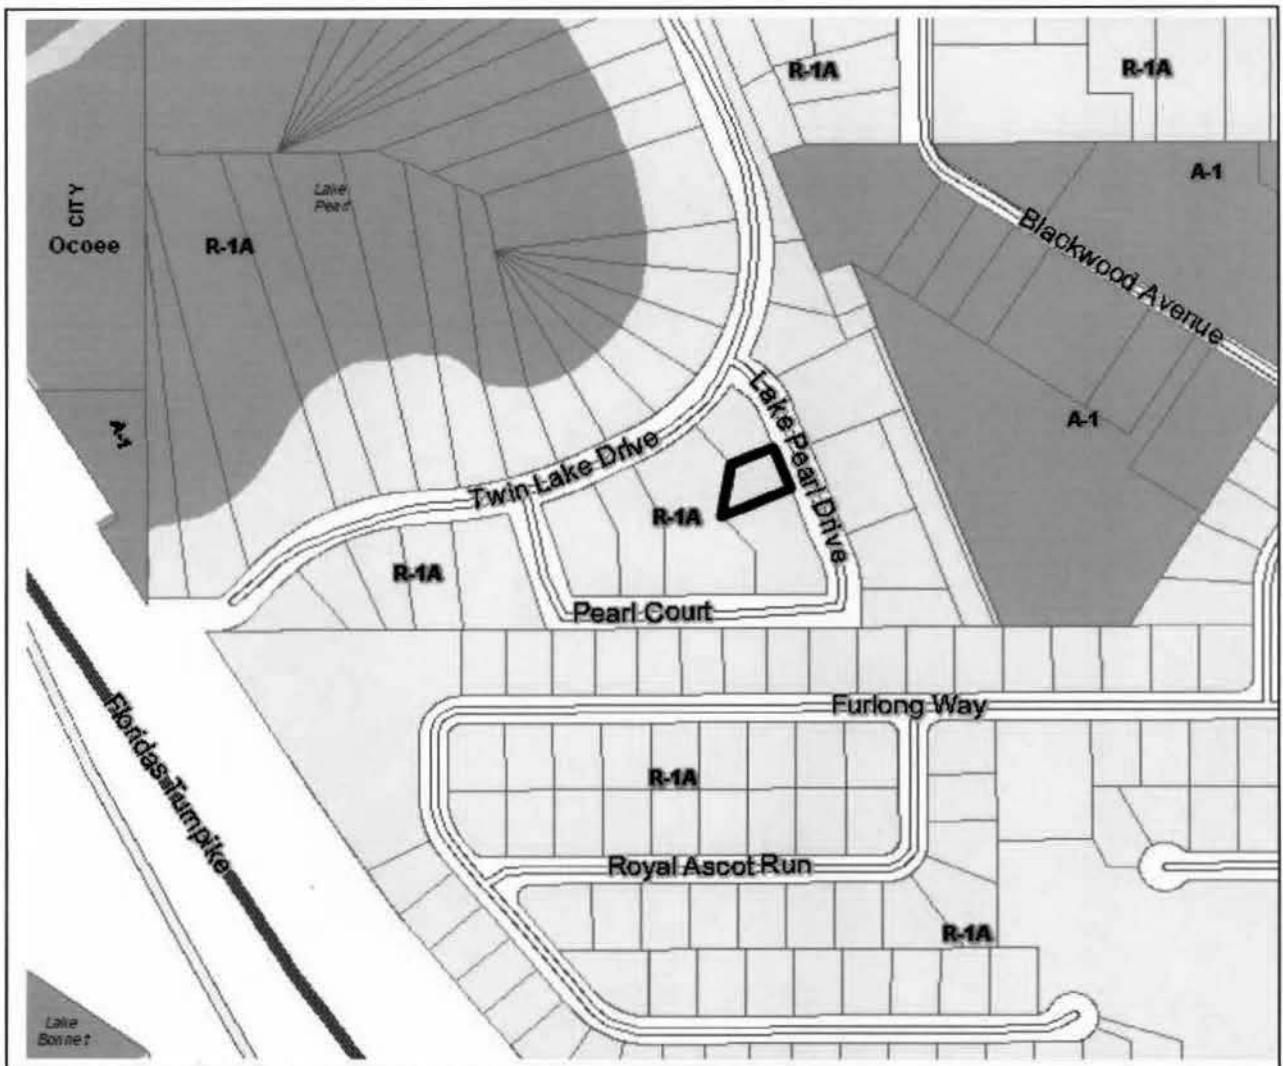 R-1A
R-1A
A-1
Lake
Pearl
CITY
Ocoee
R-1A
Blackwood Avenue
Lake Pearl Drive
A-1
A-1
Twin Lake Drive
R-1A
R-1A
Pearl Court
Furlong Way
Floridas Turnpike
R-1A
Royal Ascot Run
R-1A
Lake
Bonnet